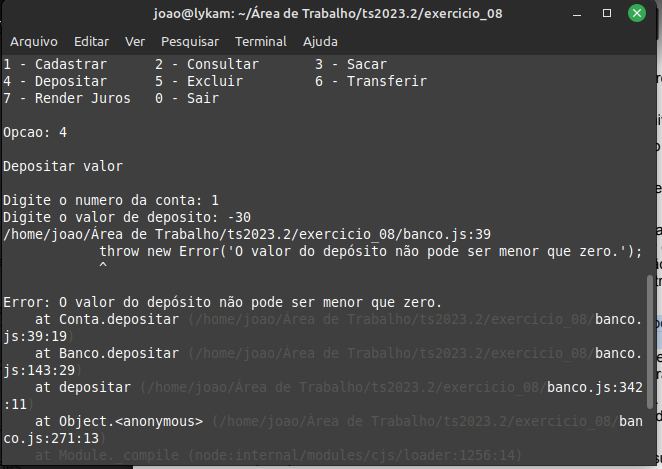 joao@lykam: ~/Área de Trabalho/ts2023.2/exercicio_08
Arquivo Editar Ver Pesquisar Terminal Ajuda
1 - Cadastrar 2 - Consultar 3 - Sacar
4 - Depositar 5 - Excluir 6 - Transferir
7 - Render Juros 0 - Sair
Opcao: 4
Depositar valor
Digite o numero da conta: 1
Digite o valor de deposito: -30
/home/joao/Área de Trabalho/ts2023.2/exercicio_08/banco.js:39
throw new Error('O valor do depósito não pode ser menor que zero.');
^
Error: O valor do depósito não pode ser menor que zero.
at Conta.depositar (/home/joao/Área de Trabalho/ts2023.2/exercicio_08/banco.
js:39:19)
at Banco.depositar (/home/joao/Área de Trabalho/ts2023.2/exercicio_08/banco.
js:143:29)
at depositar (/home/joao/Área de Trabalho/ts2023.2/exercicio_08/banco.js:342
:11)
at Object.<anonymous> (/home/joao/Área de Trabalho/ts2023.2/exercicio_08/ban
co.js:271:13)
at Module._compile (node:internal/modules/cjs/loader:1256:14)